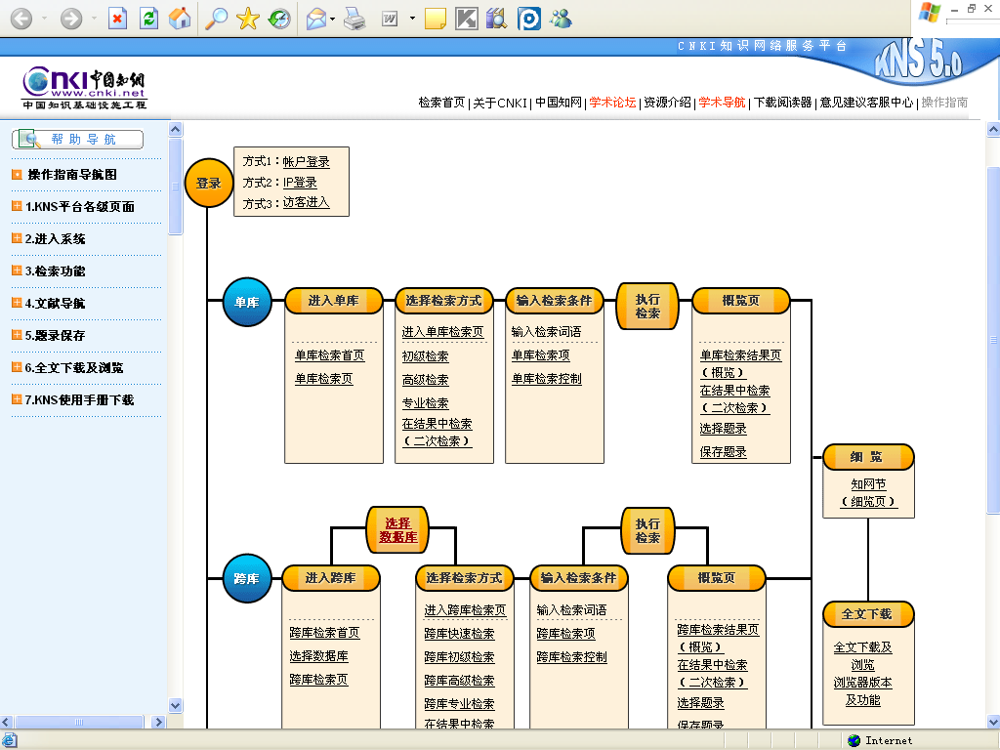 CNKI知识网络服务平台
KNS 5.0
CNKI中国知网
www.cnki.net
中国知识基础设施工程
检索首页|关于CNKI|中国知网|学术论坛|资源介绍|学术导航|下载阅读器|意见建议客服中心|操作指南
帮助导航
操作指南导航图
1.KNS平台各级页面
2.进入系统
3.检索功能
4.文献导航
5.题录保存
6.全文下载及浏览
7.KNS使用手册下载
登录
方式1：帐户登录
方式2：IP登录
方式3：访客进入
单库
进入单库
单库检索首页
单库检索页
选择检索方式
进入单库检索页
初级检索
高级检索
专业检索
在结果中检索
（二次检索）
输入检索条件
输入检索词语
单库检索项
单库检索控制
执行
检索
概览页
单库检索结果页
（概览）
在结果中检索
（二次检索）
选择题录
保存题录
细 览
知网节
（细览页）
选择
数据库
执行
检索
跨库
进入跨库
跨库检索首页
选择数据库
跨库检索页
选择检索方式
进入跨库检索页
跨库快速检索
跨库初级检索
跨库高级检索
跨库专业检索
在结果中检索
输入检索条件
输入检索词语
跨库检索项
跨库检索控制
概览页
跨库检索结果页
（概览）
在结果中检索
（二次检索）
选择题录
保存题录
全文下载
全文下载及
浏览
浏览器版本
及功能
Internet